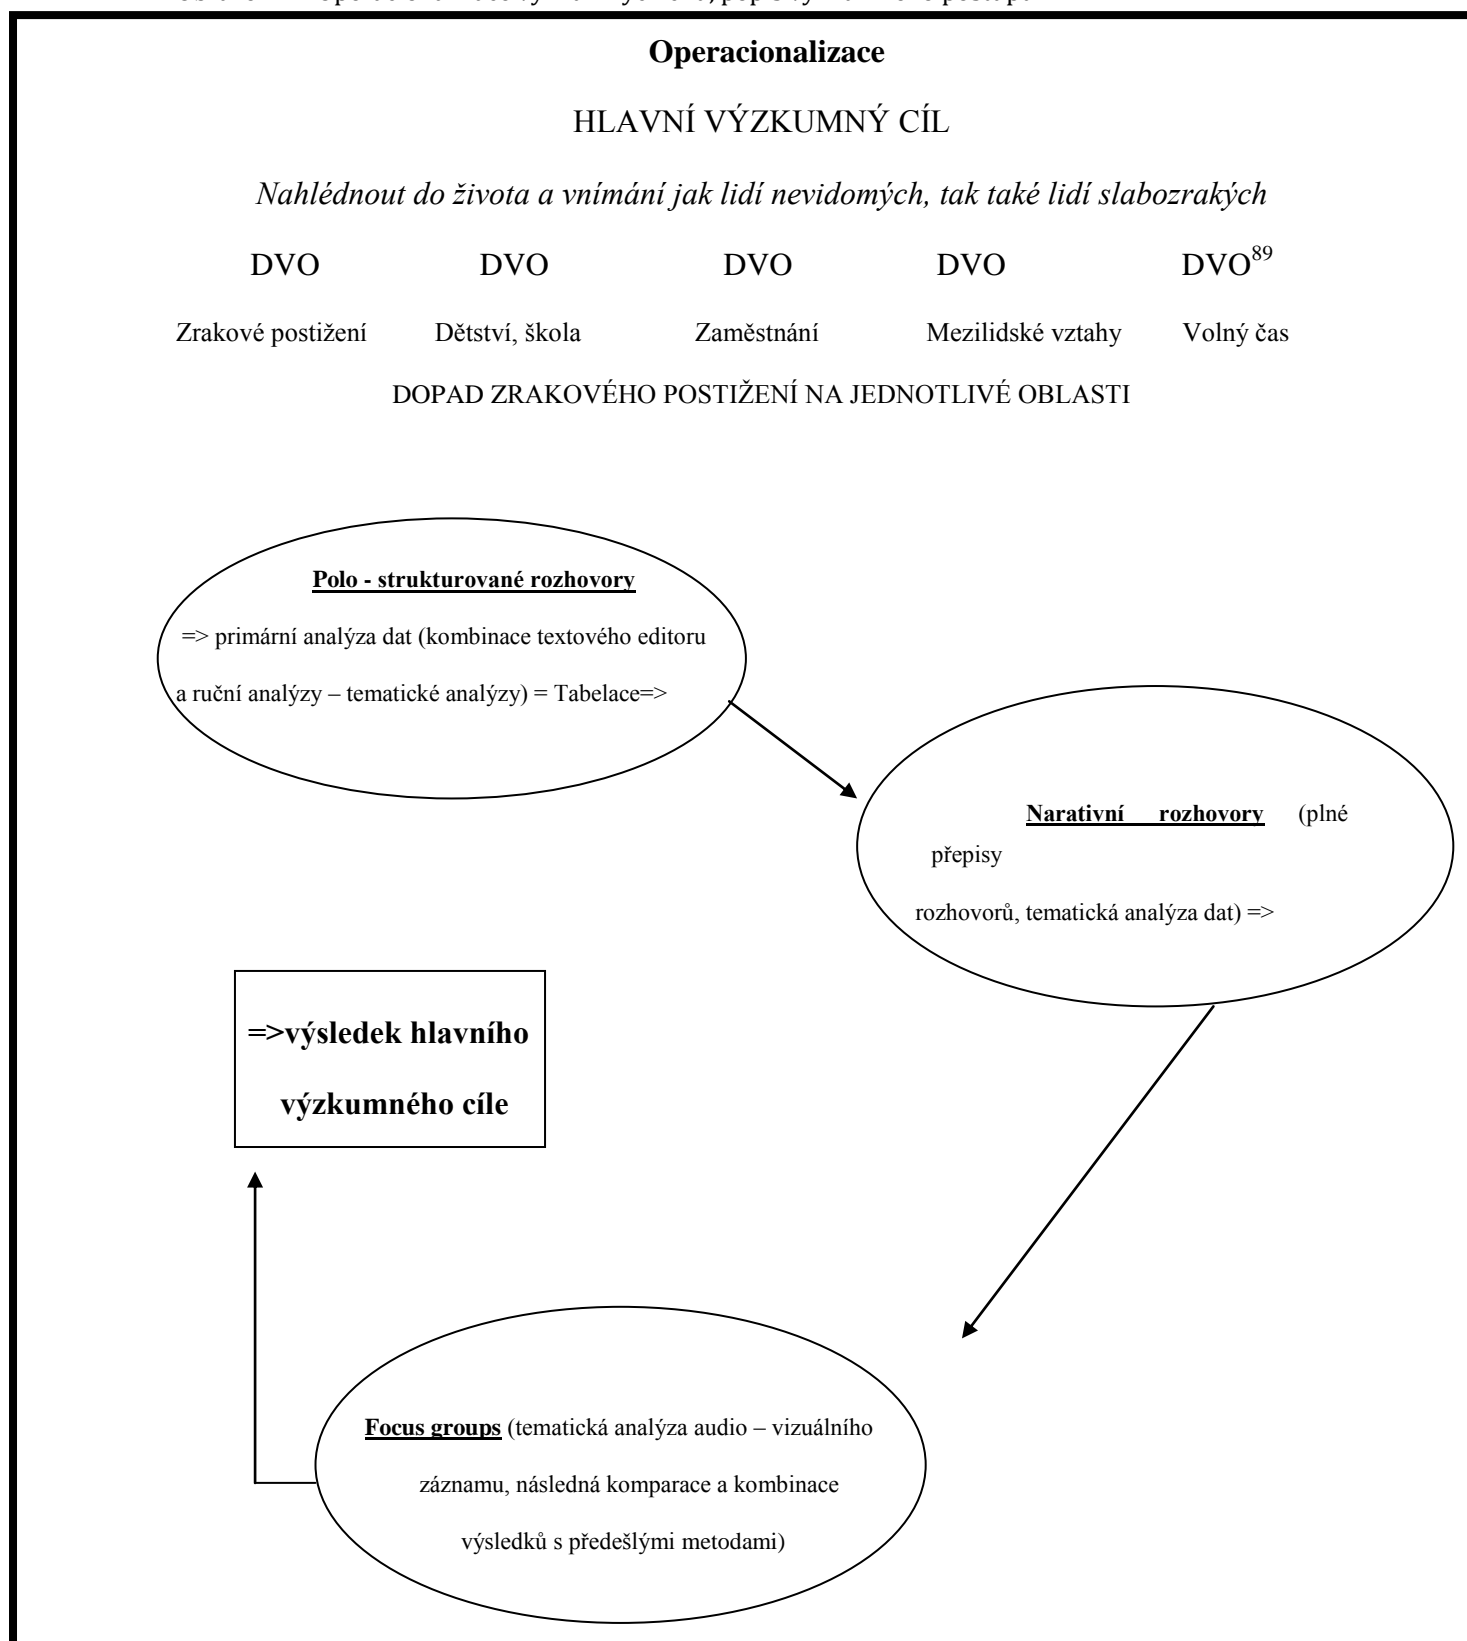 Operacionalizace
HLAVNÍ VÝZKUMNÝ CÍL
Nahlédnout do života a vnímání jak lidí nevidomých, tak také lidí slabozrakých
DVO DVO DVO DVO DVO89
Zrakové postižení Dětství, škola Zaměstnání Mezilidské vztahy Volný čas
DOPAD ZRAKOVÉHO POSTIŽENÍ NA JEDNOTLIVÉ OBLASTI
Polo - strukturované rozhovory
=> primární analýza dat (kombinace textového editoru
a ruční analýzy – tematické analýzy) = Tabelace=>
Narativní rozhovory (plné
přepisy
rozhovorů, tematická analýza dat) =>
=>výsledek hlavního
výzkumného cíle
Focus groups (tematická analýza audio – vizuálního
záznamu, následná komparace a kombinace
výsledků s předešlými metodami)